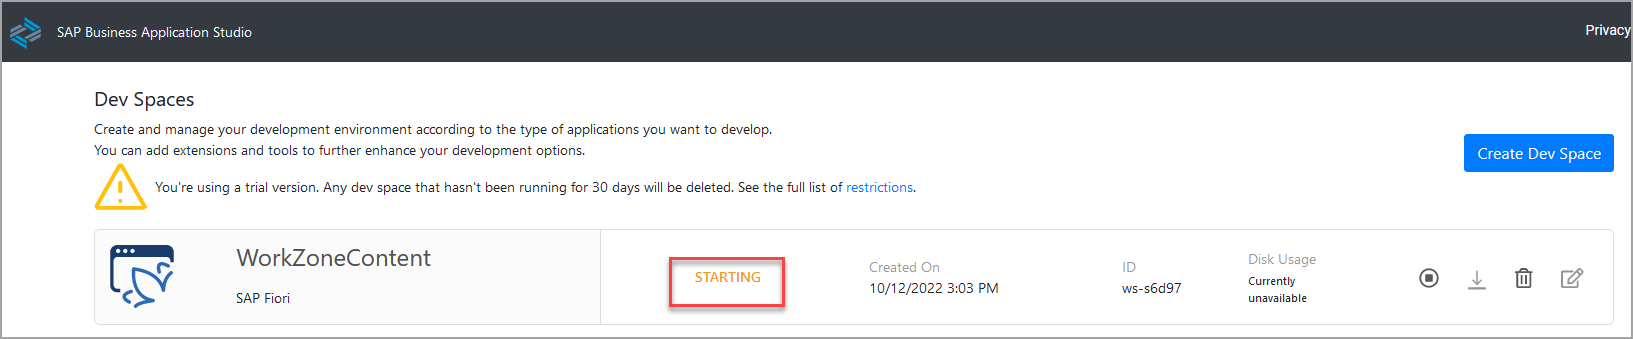 SAP Business Application Studio
Privacy
Dev Spaces
Create and manage your development environment according to the type of applications you want to develop.
You can add extensions and tools to further enhance your development options.
Create Dev Space
You're using a trial version. Any dev space that hasn't been running for 30 days will be deleted. See the full list of restrictions.
WorkZoneContent
SAP Fiori
STARTING
Created On
10/12/2022 3:03 PM
ID
ws-s6d97
Disk Usage
Currently
unavailable